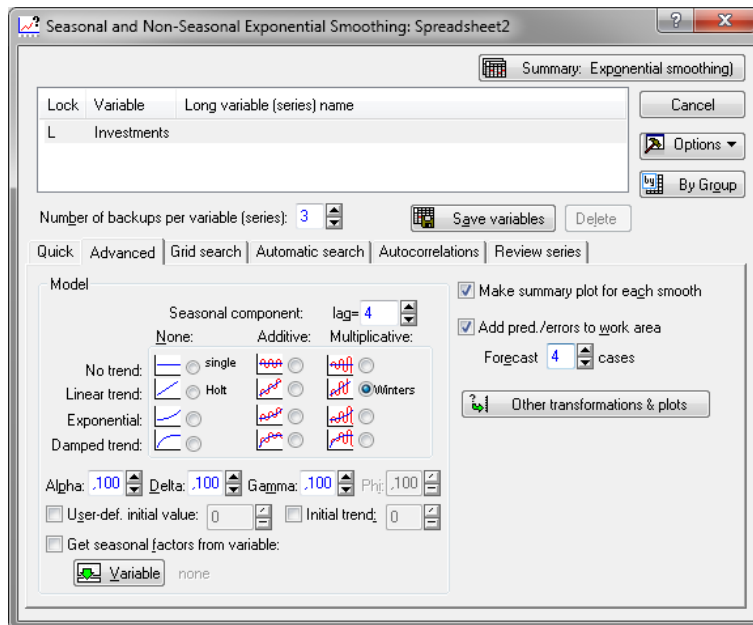 Seasonal and Non-Seasonal Exponential Smoothing: Spreadsheet2
Summary: Exponential smoothing)
Lock Variable Long variable (series) name
L Investments
Cancel
Options
By Group
Number of backups per variable (series): 3
Save variables Delete
Quick Advanced Grid search Automatic search Autocorrelations Review series
Model
Seasonal component: lag= 4
None: Additive: Multiplicative:
No trend: single
Linear trend: Holt Winters
Exponential:
Damped trend:
Alpha: ,100 Delta: ,100 Gamma: ,100 Phi: ,100
User-def. initial value: 0 Initial trend: 0
Get seasonal factors from variable:
Variable none
Make summary plot for each smooth
Add pred./errors to work area
Forecast 4 cases
Other transformations & plots